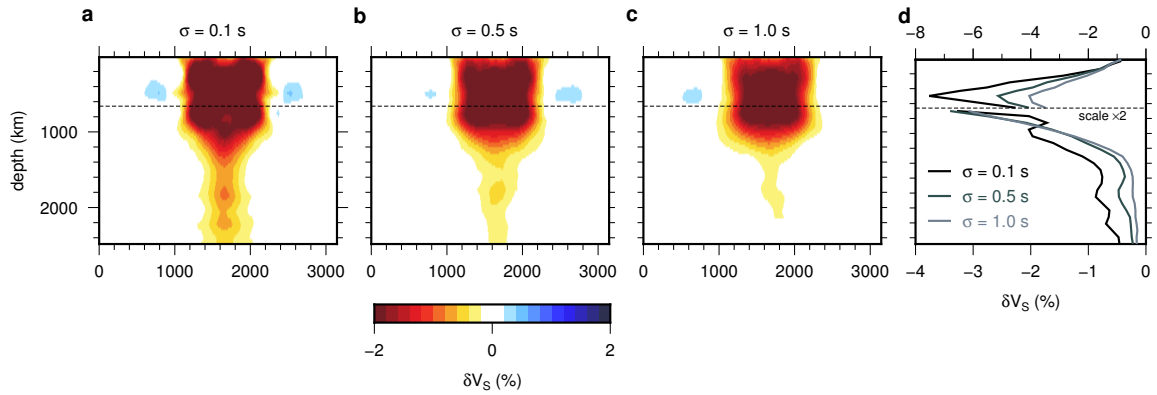 a
b
c
d
σ = 0.1 s
σ = 0.5 s
σ = 1.0 s
−8 −6 −4 −2 0
depth (km)
1000
2000
0 1000 2000 3000
0 1000 2000 3000
0 1000 2000 3000
scale ×2
σ = 0.1 s
σ = 0.5 s
σ = 1.0 s
−4 −3 −2 −1 0
δV_S (%)
−2 0 2
δV_S (%)